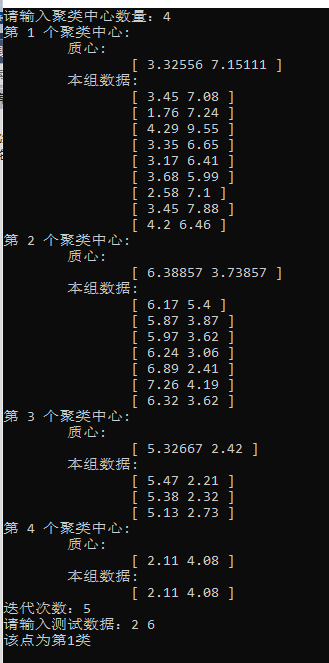 请输入聚类中心数量: 4
第 1 个聚类中心:
质心:
[ 3.32556 7.15111 ]
本组数据:
[ 3.45 7.08 ]
[ 1.76 7.24 ]
[ 4.29 9.55 ]
[ 3.35 6.65 ]
[ 3.17 6.41 ]
[ 3.68 5.99 ]
[ 2.58 7.1 ]
[ 3.45 7.88 ]
[ 4.2 6.46 ]
第 2 个聚类中心:
质心:
[ 6.38857 3.73857 ]
本组数据:
[ 6.17 5.4 ]
[ 5.87 3.87 ]
[ 5.97 3.62 ]
[ 6.24 3.06 ]
[ 6.89 2.41 ]
[ 7.26 4.19 ]
[ 6.32 3.62 ]
第 3 个聚类中心:
质心:
[ 5.32667 2.42 ]
本组数据:
[ 5.47 2.21 ]
[ 5.38 2.32 ]
[ 5.13 2.73 ]
第 4 个聚类中心:
质心:
[ 2.11 4.08 ]
本组数据:
[ 2.11 4.08 ]
迭代次数: 5
请输入测试数据: 2 6
该点为第1类